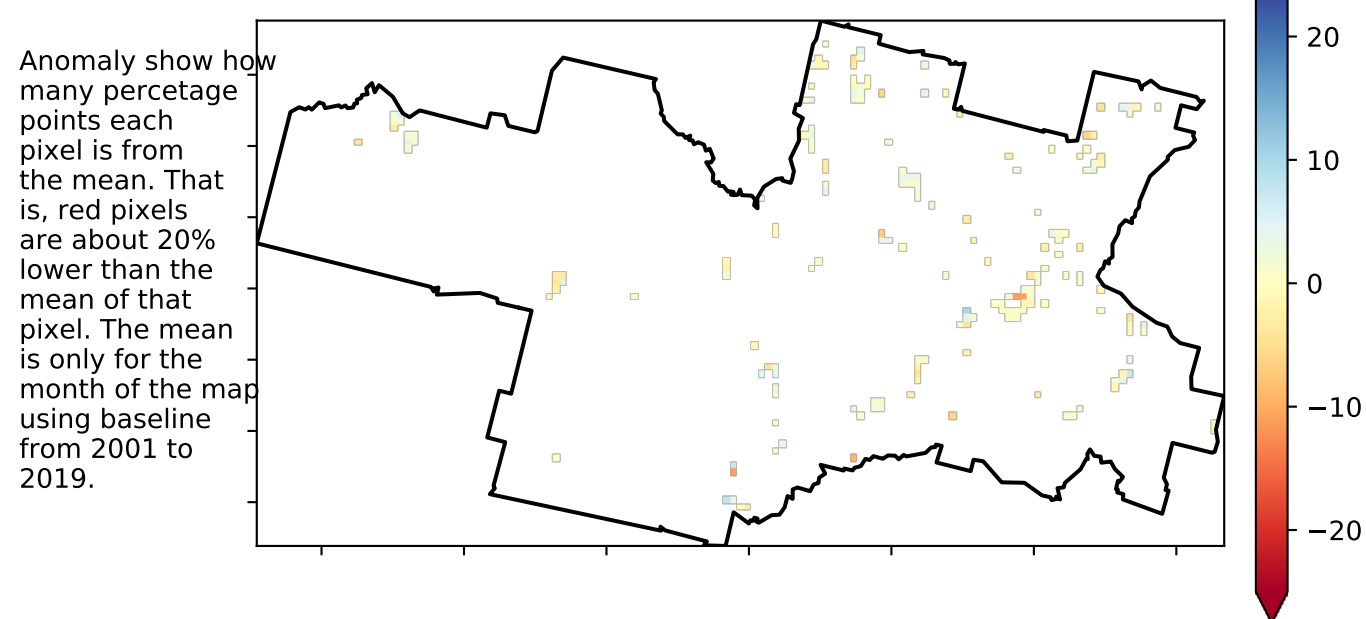 Anomaly show how
many percetage
points each
pixel is from
the mean. That
is, red pixels
are about 20%
lower than the
mean of that
pixel. The mean
is only for the
month of the map
using baseline
from 2001 to
2019.
20
10
0
−10
−20